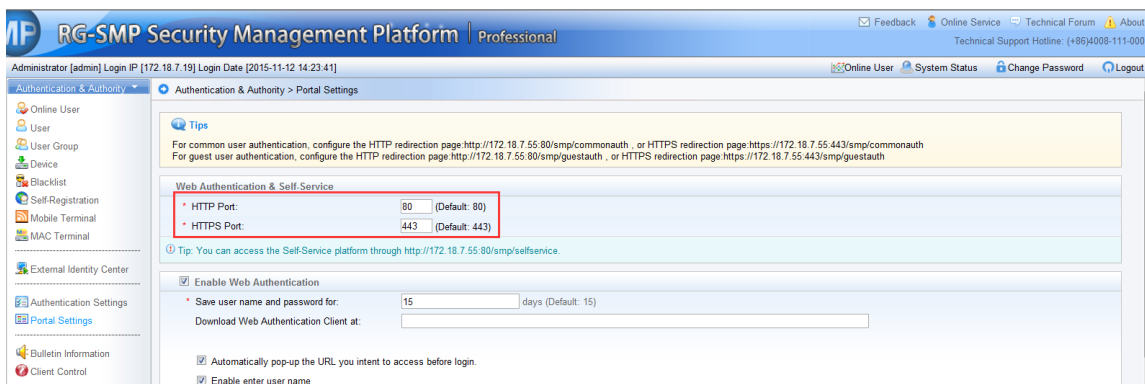 MP RG-SMP Security Management Platform | Professional
Feedback Online Service Technical Forum About
Technical Support Hotline: (+86)4008-111-000
Administrator [admin] Login IP [172.18.7.19] Login Date [2015-11-12 14:23:41]
Online User System Status Change Password Logout
Authentication & Authority
Authentication & Authority > Portal Settings
Online User
User
User Group
Device
Blacklist
Self-Registration
Mobile Terminal
MAC Terminal
External Identity Center
Authentication Settings
Portal Settings
Bulletin Information
Client Control
Tips
For common user authentication, configure the HTTP redirection page:http://172.18.7.55:80/smp/commonauth , or HTTPS redirection page:https://172.18.7.55:443/smp/commonauth
For guest user authentication, configure the HTTP redirection page:http://172.18.7.55:80/smp/guestauth , or HTTPS redirection page:https://172.18.7.55:443/smp/guestauth
Web Authentication & Self-Service
* HTTP Port: 80 (Default: 80)
* HTTPS Port: 443 (Default: 443)
Tip: You can access the Self-Service platform through http://172.18.7.55:80/smp/selfservice.
Enable Web Authentication
* Save user name and password for: 15 days (Default: 15)
Download Web Authentication Client at:
Automatically pop-up the URL you intent to access before login.
Enable enter user name